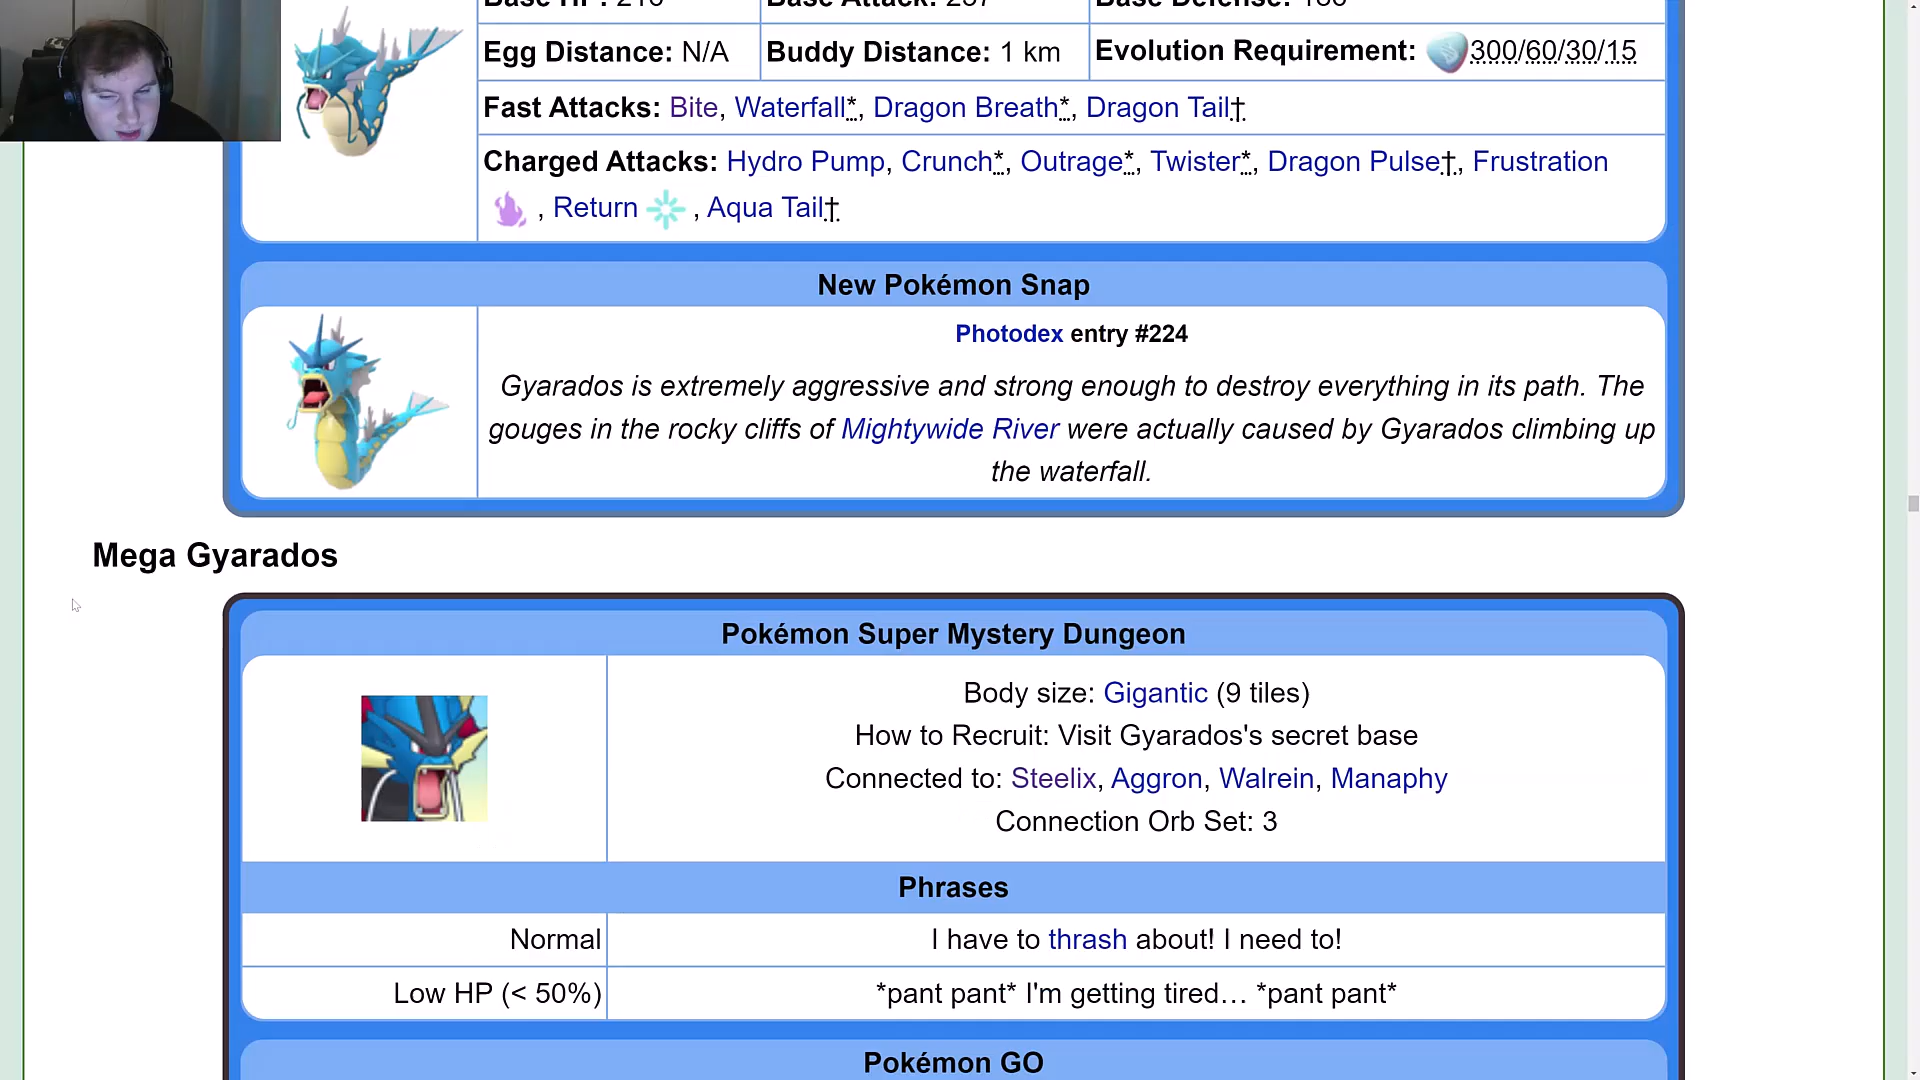 Egg Distance: N/A
Buddy Distance: 1 km
Evolution Requirement: 300/60/30/15
Fast Attacks: Bite, Waterfall*, Dragon Breath*, Dragon Tail†
Charged Attacks: Hydro Pump, Crunch*, Outrage*, Twister*, Dragon Pulse†, Frustration
, Return , Aqua Tail†
New Pokémon Snap
Photodex entry #224
Gyarados is extremely aggressive and strong enough to destroy everything in its path. The
gouges in the rocky cliffs of Mightywide River were actually caused by Gyarados climbing up
the waterfall.
Mega Gyarados
Pokémon Super Mystery Dungeon
Body size: Gigantic (9 tiles)
How to Recruit: Visit Gyarados's secret base
Connected to: Steelix, Aggron, Walrein, Manaphy
Connection Orb Set: 3
Phrases
Normal
I have to thrash about! I need to!
Low HP (< 50%)
*pant pant* I'm getting tired… *pant pant*
Pokémon GO